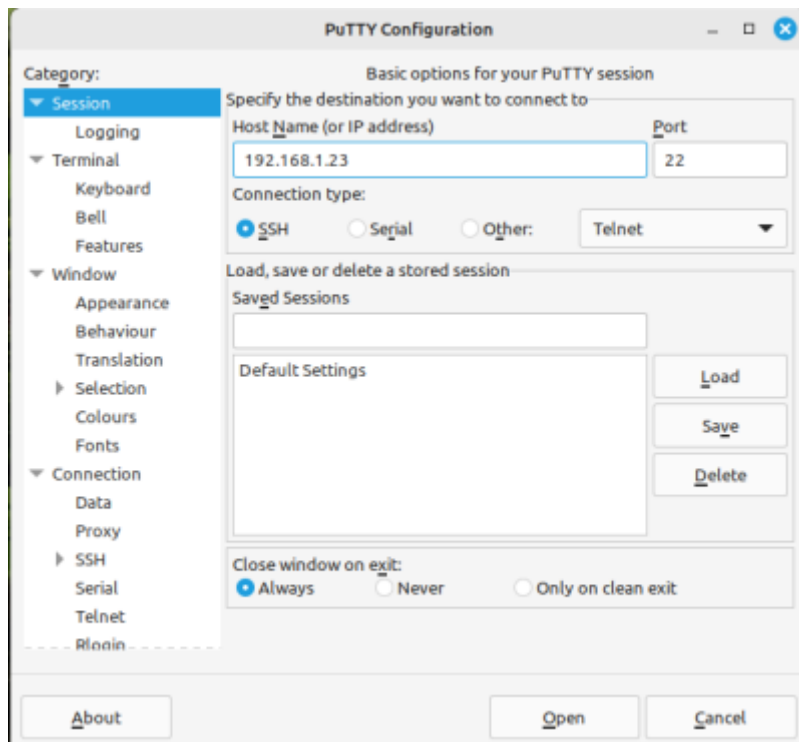 PuTTY Configuration
Category:
Session
Logging
Terminal
Keyboard
Bell
Features
Window
Appearance
Behaviour
Translation
Selection
Colours
Fonts
Connection
Data
Proxy
SSH
Serial
Telnet
Rlogin
Basic options for your PuTTY session
Specify the destination you want to connect to
Host Name (or IP address) Port
192.168.1.23 22
Connection type:
SSH Serial Other: Telnet
Load, save or delete a stored session
Saved Sessions
Default Settings
Load
Save
Delete
Close window on exit:
Always Never Only on clean exit
About Open Cancel